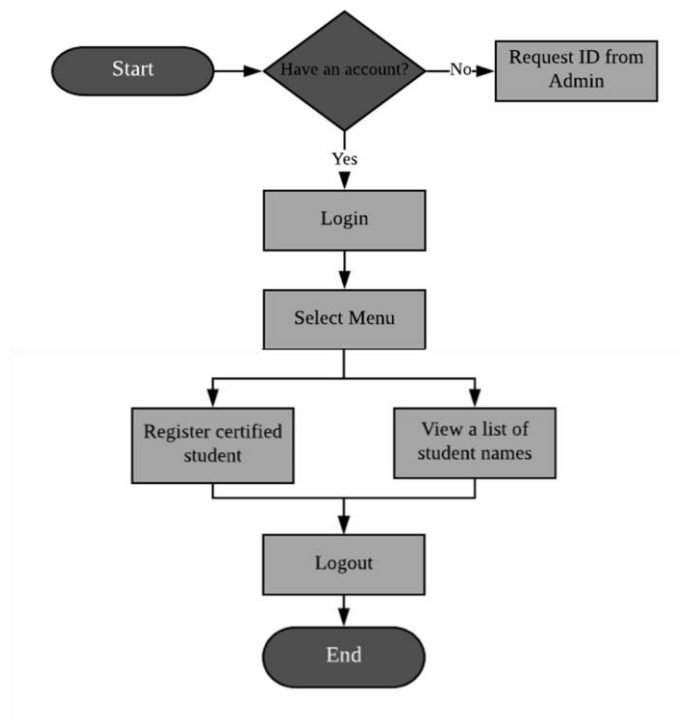 Start
Have an account?
No
Request ID from
Admin
Yes
Login
Select Menu
Register certified
student
View a list of
student names
Logout
End